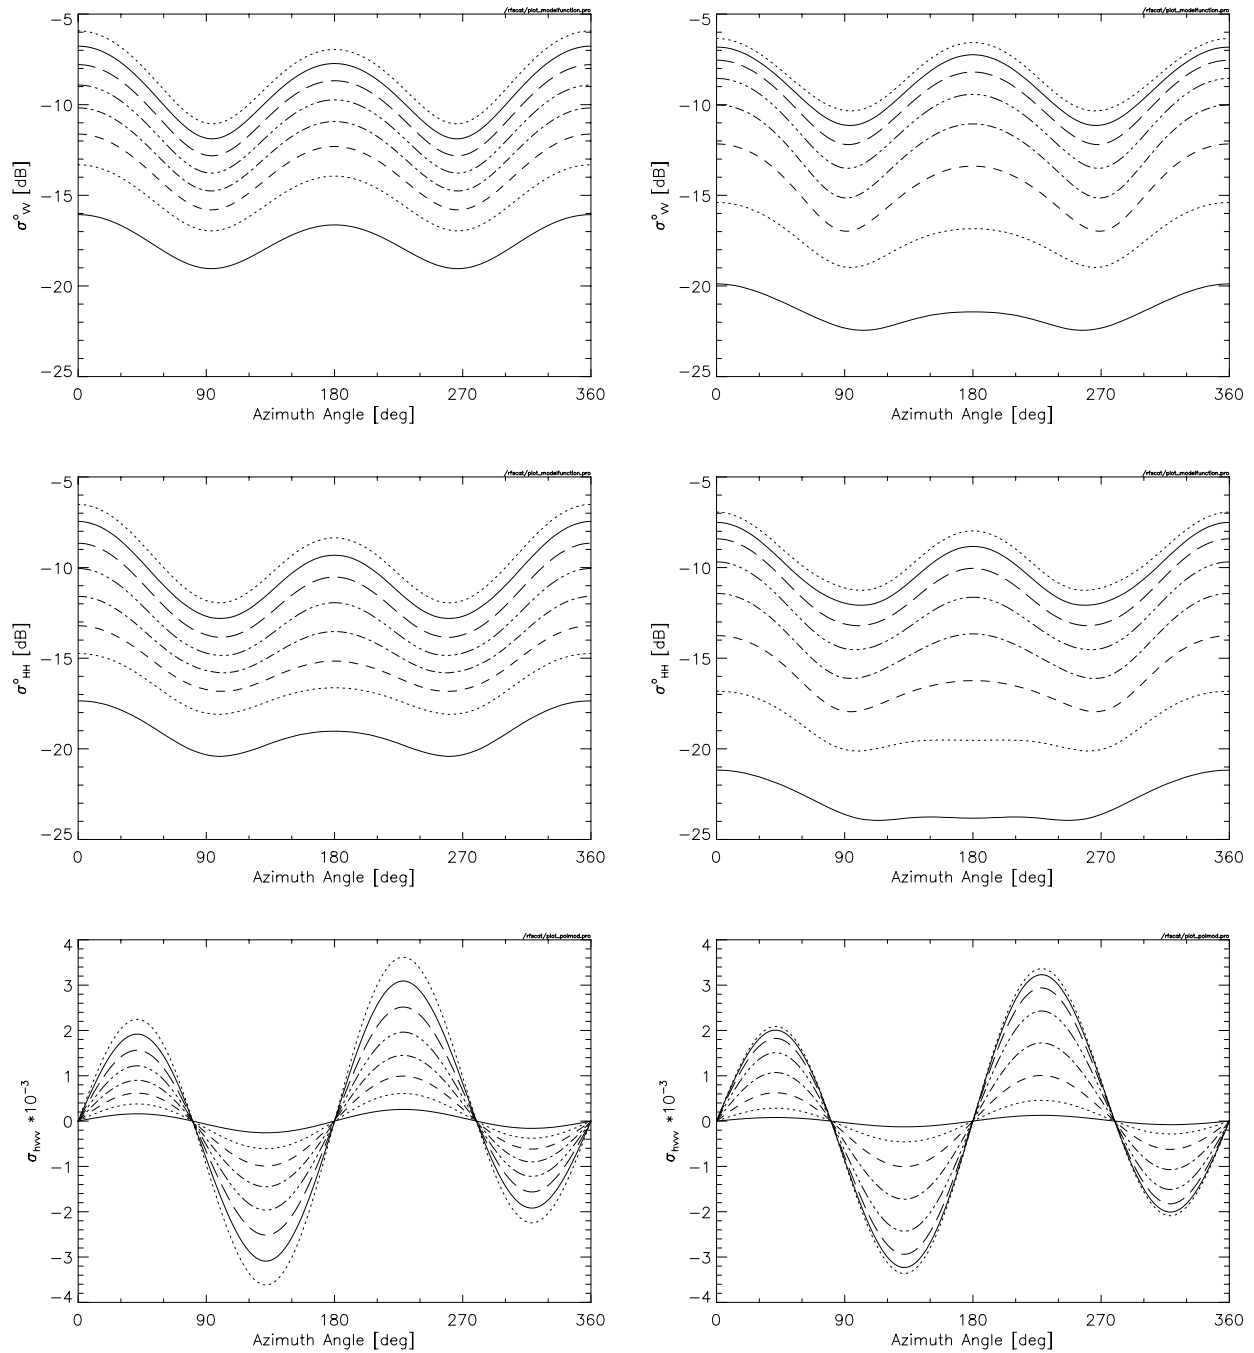 /rfscat/plot_modelfunction.pro
-5
-10
-15
-20
-25
σ°VV [dB]
0 90 180 270 360
Azimuth Angle [deg]
/rfscat/plot_modelfunction.pro
-5
-10
-15
-20
-25
σ°VV [dB]
0 90 180 270 360
Azimuth Angle [deg]
/rfscat/plot_modelfunction.pro
-5
-10
-15
-20
-25
σ°HH [dB]
0 90 180 270 360
Azimuth Angle [deg]
/rfscat/plot_modelfunction.pro
-5
-10
-15
-20
-25
σ°HH [dB]
0 90 180 270 360
Azimuth Angle [deg]
/rfscat/plot_polmod.pro
4
3
2
1
0
-1
-2
-3
-4
σhvvv *10-3
0 90 180 270 360
Azimuth Angle [deg]
/rfscat/plot_polmod.pro
4
3
2
1
0
-1
-2
-3
-4
σhvvv *10-3
0 90 180 270 360
Azimuth Angle [deg]